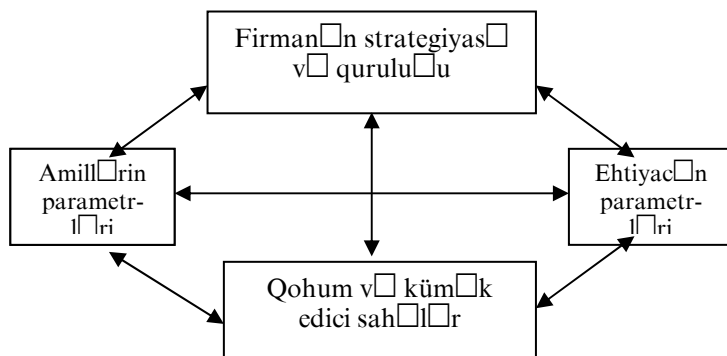 Firman□n strategiyas□
v□ qurulu□u
Amill□rin
parametr-
l□ri
Ehtiyac□n
parametr-
l□ri
Qohum v□ küm□k
edici sah□l□r